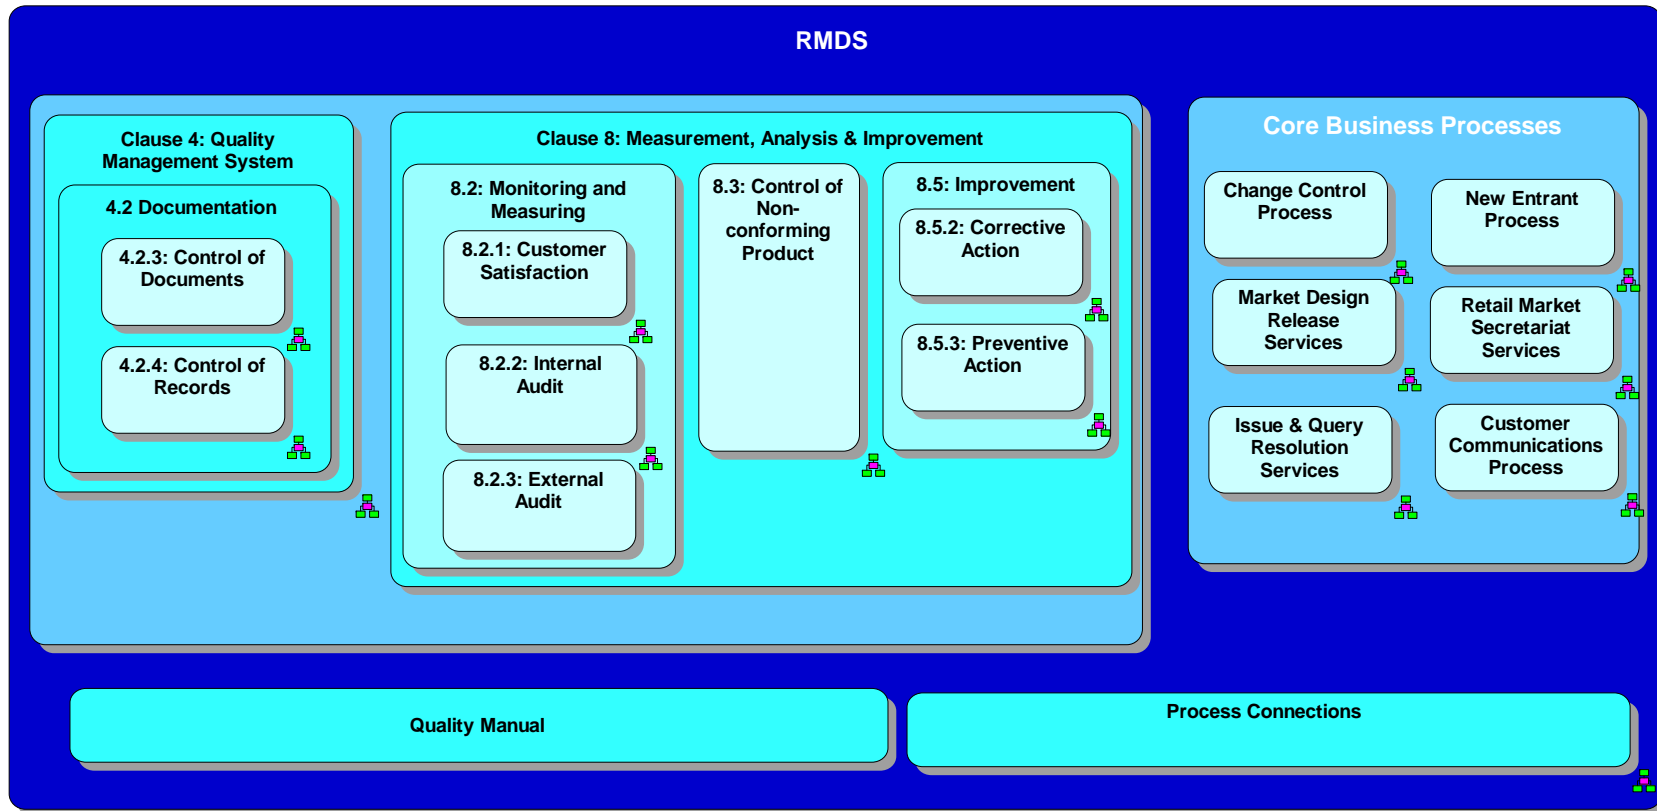 RMDS
Clause 4: Quality
Management System
4.2 Documentation
4.2.3: Control of
Documents
4.2.4: Control of
Records
Clause 8: Measurement, Analysis & Improvement
8.2: Monitoring and
Measuring
8.2.1: Customer
Satisfaction
8.2.2: Internal
Audit
8.2.3: External
Audit
8.3: Control of
Non-
conforming
Product
8.5: Improvement
8.5.2: Corrective
Action
8.5.3: Preventive
Action
Core Business Processes
Change Control
Process
New Entrant
Process
Market Design
Release
Services
Retail Market
Secretariat
Services
Issue & Query
Resolution
Services
Customer
Communications
Process
Quality Manual
Process Connections